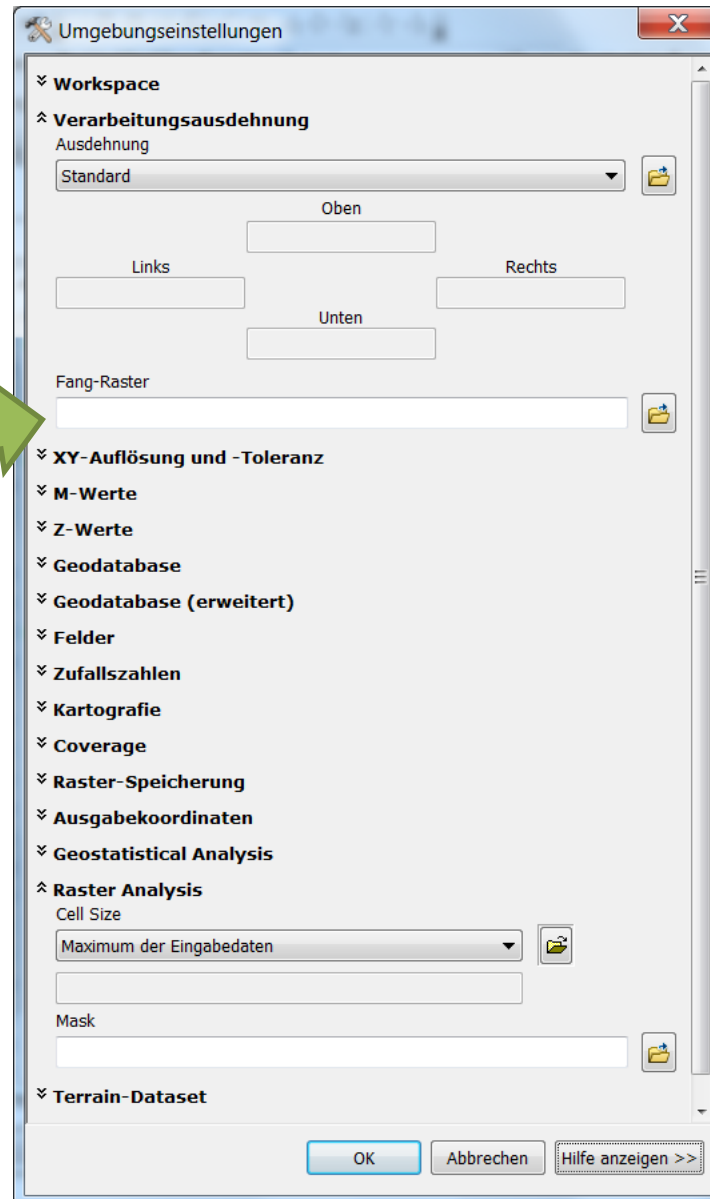 Umgebungseinstellungen
Workspace
Verarbeitungsausdehnung
Ausdehnung
Standard
Oben
Links Rechts
Unten
Fang-Raster
XY-Auflösung und -Toleranz
M-Werte
Z-Werte
Geodatabase
Geodatabase (erweitert)
Felder
Zufallszahlen
Kartografie
Coverage
Raster-Speicherung
Ausgabekoordinaten
Geostatistical Analysis
Raster Analysis
Cell Size
Maximum der Eingabedaten
Mask
Terrain-Dataset
OK Abbrechen Hilfe anzeigen >>